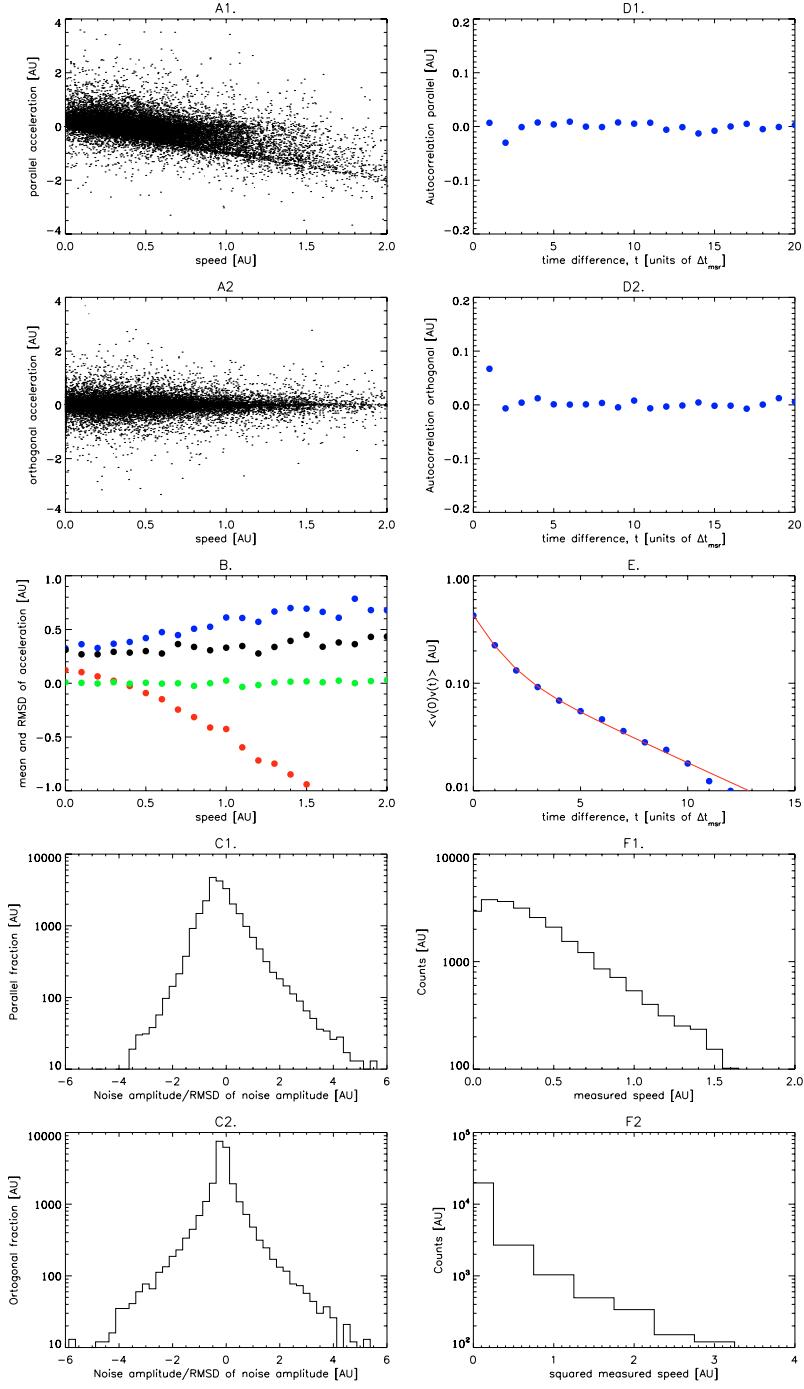 A1.
4
2
0
−2
−4
parallel acceleration [AU]
0.0 0.5 1.0 1.5 2.0
speed [AU]
D1.
0.2
0.1
0.0
−0.1
−0.2
Autocorrelation parallel [AU]
0 5 10 15 20
time difference, t [units of Δt_msr]
A2
4
2
0
−2
−4
orthogonal acceleration [AU]
0.0 0.5 1.0 1.5 2.0
speed [AU]
D2.
0.2
0.1
0.0
−0.1
−0.2
Autocorrelation orthogonal [AU]
0 5 10 15 20
time difference, t [units of Δt_msr]
B.
1.0
0.5
0.0
−0.5
−1.0
mean and RMSD of acceleration [AU]
0.0 0.5 1.0 1.5 2.0
speed [AU]
E.
1.00
0.10
0.01
<v(0)v(t)> [AU]
0 5 10 15
time difference, t [units of Δt_msr]
C1.
10000
1000
100
10
Parallel fraction [AU]
−6 −4 −2 0 2 4 6
Noise amplitude/RMSD of noise amplitude [AU]
F1.
10000
1000
100
Counts [AU]
0.0 0.5 1.0 1.5 2.0
measured speed [AU]
C2.
10000
1000
100
10
Ortogonal fraction [AU]
−6 −4 −2 0 2 4 6
Noise amplitude/RMSD of noise amplitude [AU]
F2
10⁵
10⁴
10³
10²
Counts [AU]
0 1 2 3 4
squared measured speed [AU]